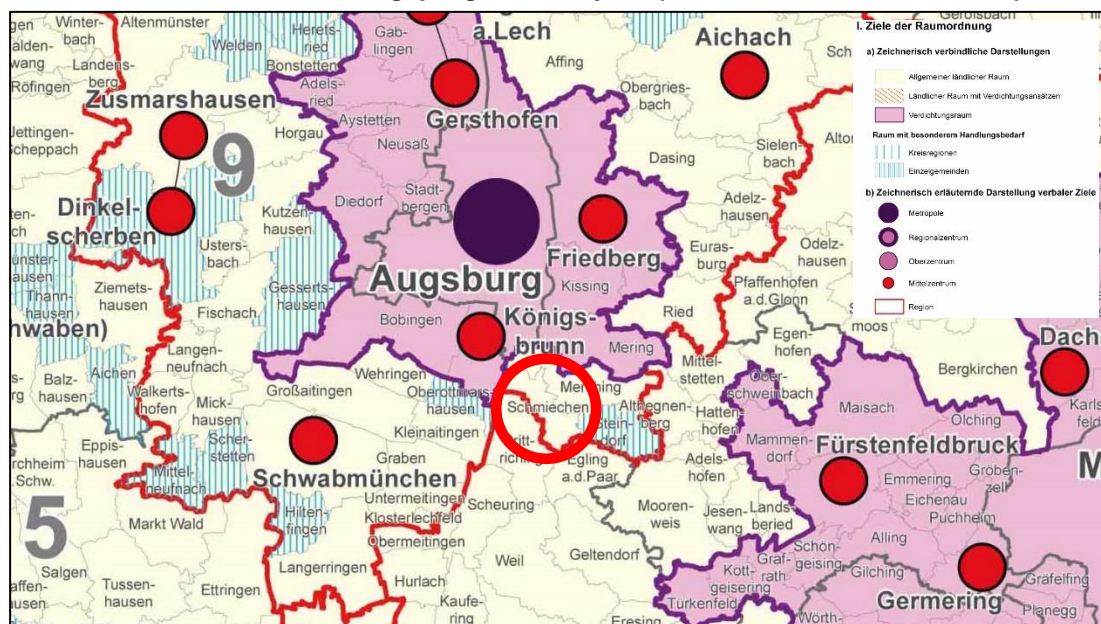 a.Lech
Winter-
bach
Altenmünster
Welden
Herets-
ried
Gab-
lingen
Aichach
Affing
Landens-
berg
Röfingen
Bonstetten
Adels-
ried
Obergries-
bach
Zusmarshausen
Gersthofen
Jettingen-
Scheppach
9
Horgau
Aystetten
Neusäß
Dasing
Sielen-
bach
Dinkel-
scherben
Kutzen-
hausen
Diedorf
Stadt-
bergen
Adelz-
hausen
Usters-
bach
Friedberg
Euras-
burg
Odelz-
hausen
Ziemets-
hausen
Gesserts-
hausen
Augsburg
Kissing
Pfaffenhofen
a.d.Glonn
Thann-
hausen
Fischach
Bobingen
Königs-
brunn
Ried
hwaben)
Mering
Egen-
hofen
moos
Dach
Aichen
Langen-
neufnach
Wehringen
Mittel-
stetten
Bergkirchen
Balz-
hausen
Walkerts-
hofen
Großaitingen
Oberottmars-
hausen
Merching
Ober-
schweinbach
Mick-
hausen
Schmiechen
Althegnen-
berg
Hatten-
hofen
Maisach
Olching
Karls-
feld
Eppis-
hausen
Scher-
stetten
Kleinaitingen
Stein-
dorf
Mammen-
dorf
Fürstenfeldbruck
Graben
Egling
a.d.Paar
Adels-
hofen
Emmering
Gröben-
zell
Mittel-
neufnach
Schwabmünchen
Eichenau
Puchheim
M
5
Markt Wald
Hilten-
fingen
Untermeitingen
Klosterlechfeld
Obermeitingen
Scheuring
Mooren-
weis
Jesen-
wang
Lands-
beried
Alling
Salgen
Langerringen
Weil
Geltendorf
Schön-
geising
Gilching
Tussen-
hausen
Ettringen
Hurlach
Kott-
geisering
Graf-
rath
Germering
Gräfelfing
Türkenfeld
Planegg
Kaufe-
ring
Eresing
Wörth-
I. Ziele der Raumordnung
a) Zeichnerisch verbindliche Darstellungen
Allgemeiner ländlicher Raum
Ländlicher Raum mit Verdichtungsansätzen
Verdichtungsraum
Raum mit besonderem Handlungsbedarf
Kreisregionen
Einzelgemeinden
b) Zeichnerisch erläuternde Darstellung verbaler Ziele
Metropole
Regionalzentrum
Oberzentrum
Mittelzentrum
Region